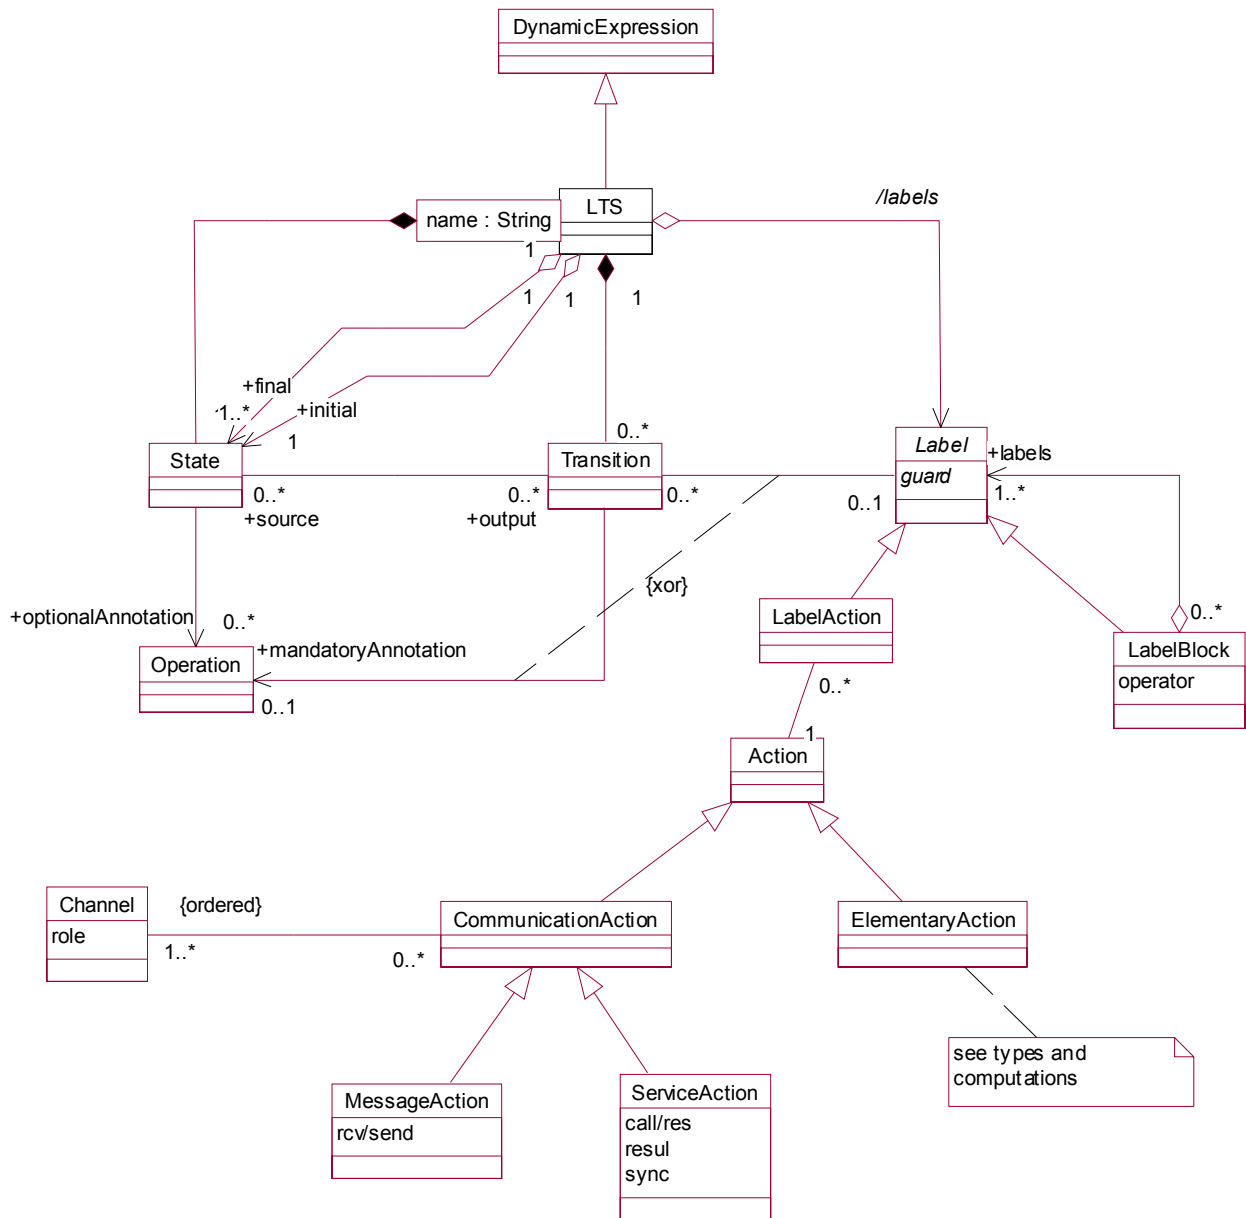 DynamicExpression
LTS
/labels
name : String
1
1
1
1
+final
1..*
+initial
1
0..*
State
Transition
Label
guard
+labels
0..*
+source
0..*
+output
0..*
0..1
1..*
{xor}
+optionalAnnotation
0..*
LabelAction
0..*
Operation
+mandatoryAnnotation
0..1
LabelBlock
operator
0..*
1
Action
Channel
role
{ordered}
1..*
0..*
CommunicationAction
ElementaryAction
see types and
computations
MessageAction
rcv/send
ServiceAction
call/res
resul
sync